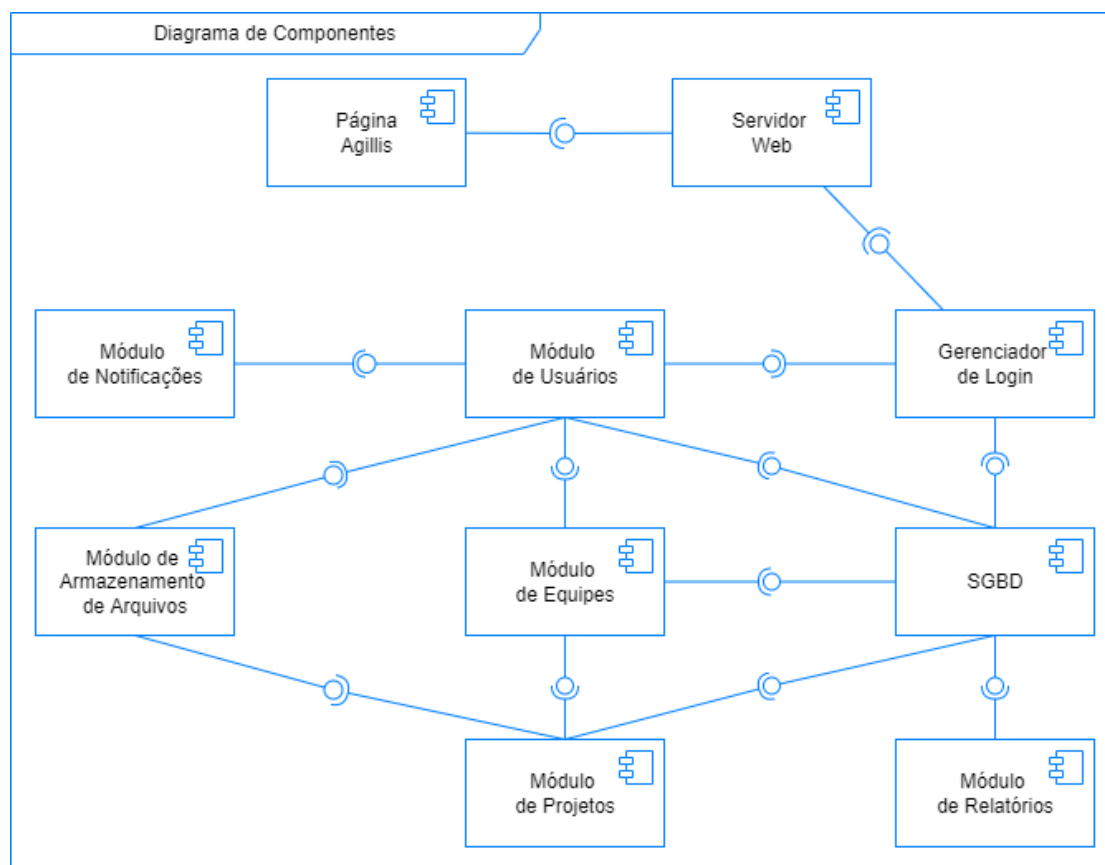 Diagrama de Componentes
Página
Agillis
Servidor
Web
Módulo
de Notificações
Módulo
de Usuários
Gerenciador
de Login
Módulo de
Armazenamento
de Arquivos
Módulo
de Equipes
SGBD
Módulo
de Projetos
Módulo
de Relatórios